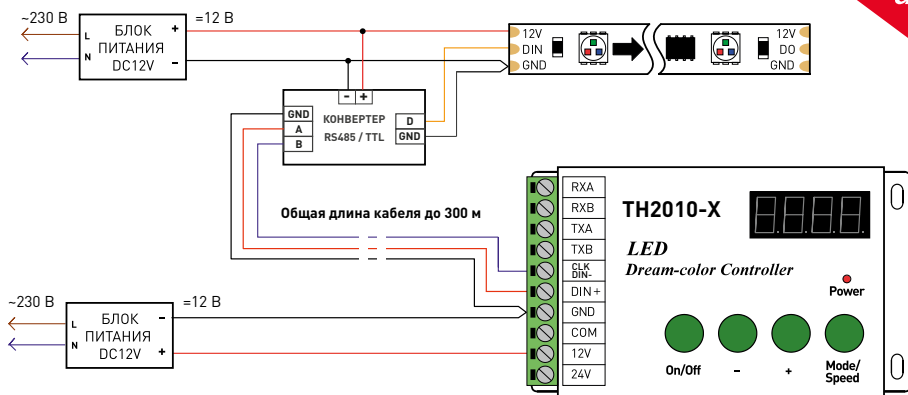 ~230 В
L
N
БЛОК
ПИТАНИЯ
DC12V
+
–
=12 В
12V
DIN
GND
12V
DO
GND
- +
GND
A
B
КОНВЕРТЕР
RS485 / TTL
D
GND
Общая длина кабеля до 300 м
~230 В
L
N
БЛОК
ПИТАНИЯ
DC12V
–
+
=12 В
RXA
RXB
TXA
TXB
CLK
DIN-
DIN+
GND
COM
12V
24V
TH2010-X
LED
Dream-color Controller
Power
On/Off
–
+
Mode/
Speed